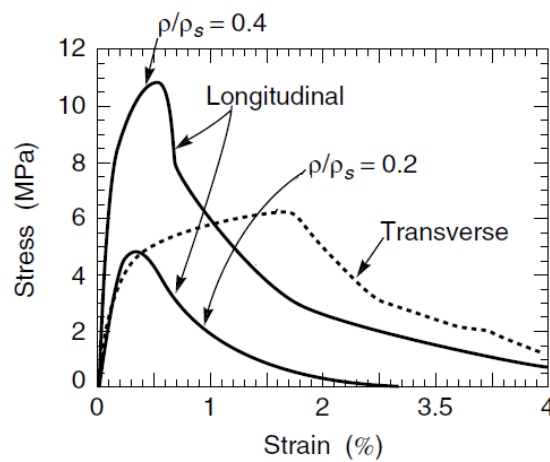 ρ/ρs = 0.4
12
10
8
6
4
2
0
Stress (MPa)
Longitudinal
ρ/ρs = 0.2
Transverse
0
1
2
3.5
4
Strain (%)